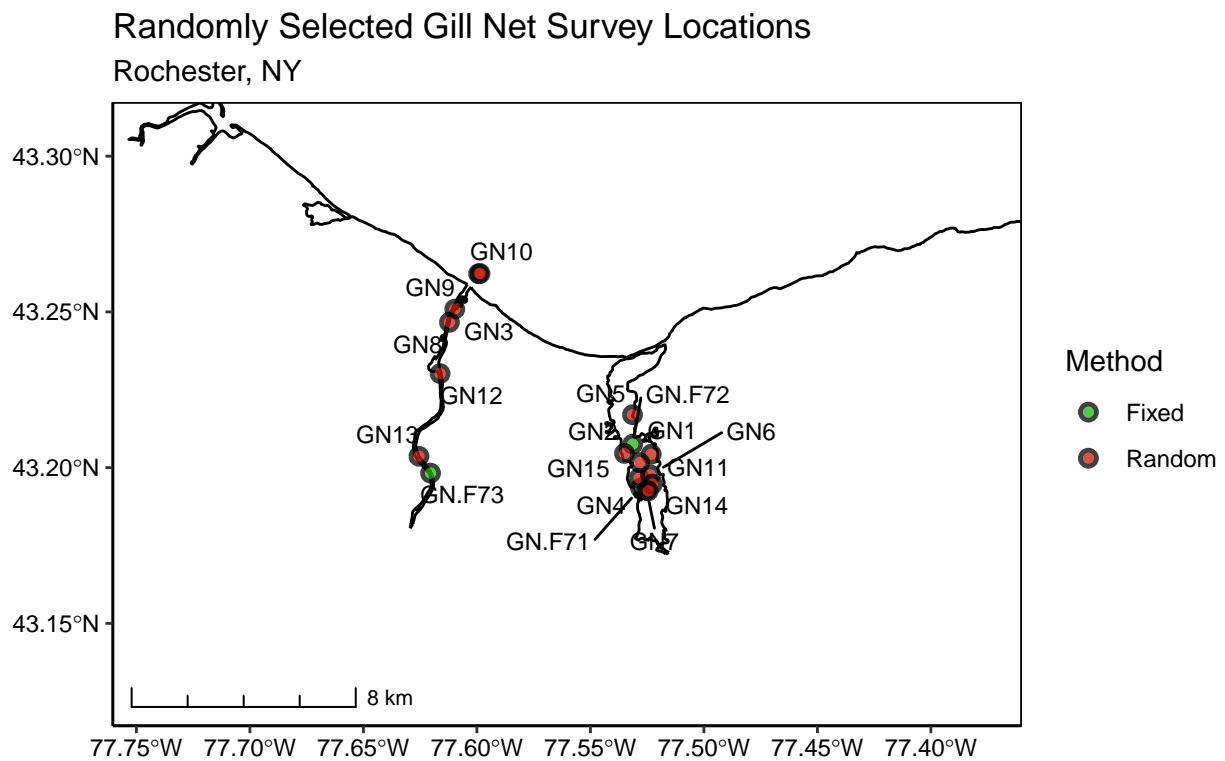 Randomly Selected Gill Net Survey Locations
Rochester, NY
43.30°N
43.25°N
43.20°N
43.15°N
GN10
GN9
GN3
GN8
GN12
GN13
GN.F73
GN5
GN.F72
GN2
GN1
GN6
GN15
GN11
GN4
GN14
GN.F71
GN7
8 km
77.75°W
77.70°W
77.65°W
77.60°W
77.55°W
77.50°W
77.45°W
77.40°W
Method
Fixed
Random